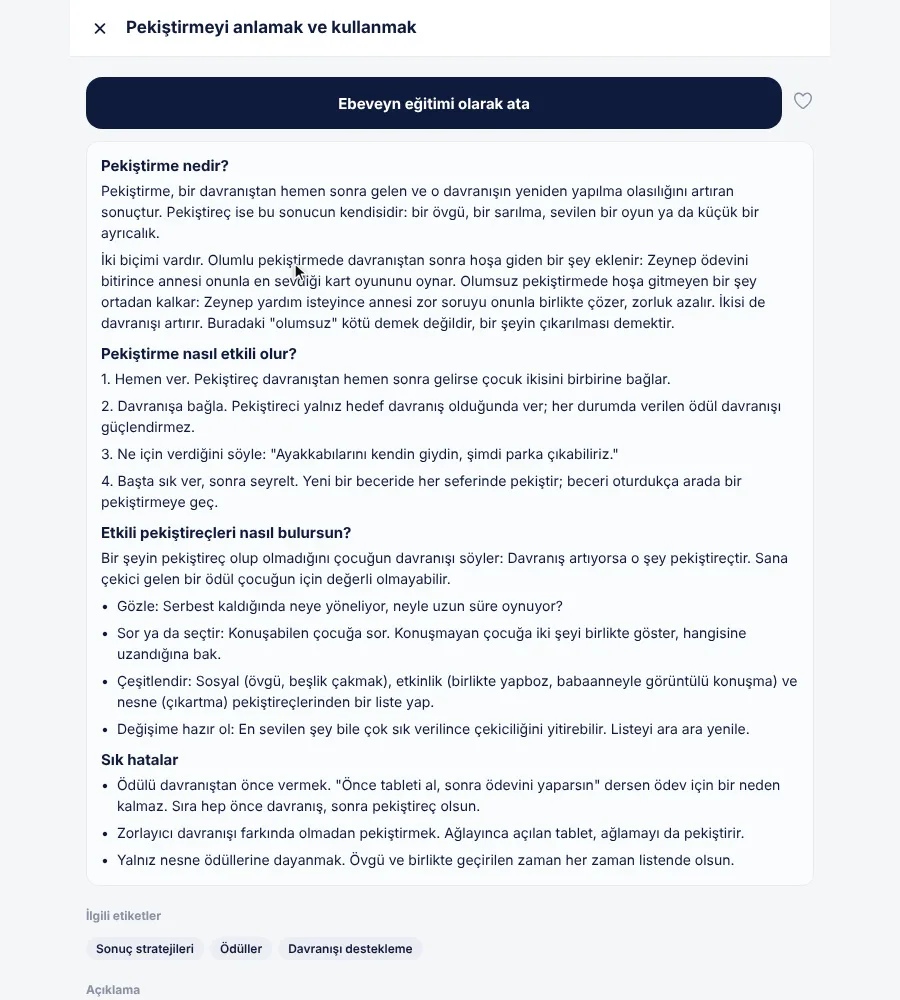 Pekiştirmeyi anlamak ve kullanmak
Ebeveyn eğitimi olarak ata
Pekiştirme nedir?
Pekiştirme, bir davranıştan hemen sonra gelen ve o davranışın yeniden yapılma olasılığını artıran
sonuçtur. Pekiştireç ise bu sonucun kendisidir: bir övgü, bir sarılma, sevilen bir oyun ya da küçük bir
ayrıcalık.
İki biçimi vardır. Olumlu pekiştirmede davranıştan sonra hoşa giden bir şey eklenir: Zeynep ödevini
bitirince annesi onunla en sevdiği kart oyununu oynar. Olumsuz pekiştirmede hoşa gitmeyen bir şey
ortadan kalkar: Zeynep yardım isteyince annesi zor soruyu onunla birlikte çözer, zorluk azalır. İkisi de
davranışı artırır. Buradaki "olumsuz" kötü demek değildir, bir şeyin çıkarılması demektir.
Pekiştirme nasıl etkili olur?
1. Hemen ver. Pekiştireç davranıştan hemen sonra gelirse çocuk ikisini birbirine bağlar.
2. Davranışa bağla. Pekiştireci yalnız hedef davranış olduğunda ver; her durumda verilen ödül davranışı
güçlendirmez.
3. Ne için verdiğini söyle: "Ayakkabılarını kendin giydin, şimdi parka çıkabiliriz."
4. Başta sık ver, sonra seyrelt. Yeni bir beceride her seferinde pekiştir; beceri oturdukça arada bir
pekiştirmeye geç.
Etkili pekiştireçleri nasıl bulursun?
Bir şeyin pekiştireç olup olmadığını çocuğun davranışı söyler: Davranış artıyorsa o şey pekiştireçtir. Sana
çekici gelen bir ödül çocuğun için değerli olmayabilir.
• Gözle: Serbest kaldığında neye yöneliyor, neyle uzun süre oynuyor?
• Sor ya da seçtir: Konuşabilen çocuğa sor. Konuşmayan çocuğa iki şeyi birlikte göster, hangisine
uzandığına bak.
• Çeşitlendir: Sosyal (övgü, beşlik çakmak), etkinlik (birlikte yapboz, babaanneyle görüntülü konuşma) ve
nesne (çıkartma) pekiştireçlerinden bir liste yap.
• Değişime hazır ol: En sevilen şey bile çok sık verilince çekiciliğini yitirebilir. Listeyi ara ara yenile.
Sık hatalar
• Ödülü davranıştan önce vermek. "Önce tableti al, sonra ödevini yaparsın" dersen ödev için bir neden
kalmaz. Sıra hep önce davranış, sonra pekiştireç olsun.
• Zorlayıcı davranışı farkında olmadan pekiştirmek. Ağlayınca açılan tablet, ağlamayı da pekiştirir.
• Yalnız nesne ödüllerine dayanmak. Övgü ve birlikte geçirilen zaman her zaman listende olsun.
İlgili etiketler
Sonuç stratejileri
Ödüller
Davranışı destekleme
Açıklama